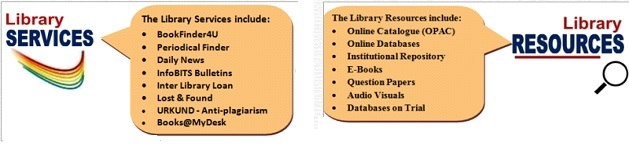 Library
SERVICES
The Library Services include:
• BookFinder4U
• Periodical Finder
• Daily News
• InfoBITS Bulletins
• Inter Library Loan
• Lost & Found
• URKUND - Anti-plagiarism
• Books@MyDesk
The Library Resources include:
• Online Catalogue (OPAC)
• Online Databases
• Institutional Repository
• E-Books
• Question Papers
• Audio Visuals
• Databases on Trial
Library
RESOURCES